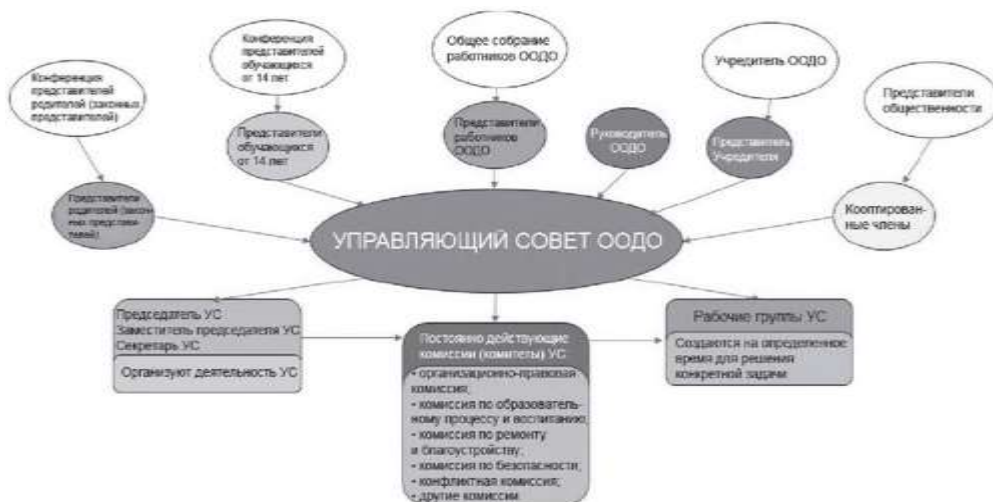 Конференция
представителей
родителей (законных
представителей)
Конференция
представителей
обучающихся
от 14 лет
Общее собрание
работников ООДО
Учредитель ООДО
Представители
общественности
Представители
родителей (закон-
ных представи-
телей)
Представители
обучающихся
от 14 лет
Представители
работников
ООДО
Руководитель
ООДО
Представитель
Учредителя
Кооптирован-
ные члены
УПРАВЛЯЮЩИЙ СОВЕТ ООДО
Председатель УС
Заместитель председателя УС
Секретарь УС
Организуют деятельность УС
Постоянно действующие
комиссии (комитеты) УС
- организационно-правовая
комиссия;
- комиссия по образователь-
ному процессу и воспитанию;
- комиссия по ремонту
и благоустройству;
- комиссия по безопасности;
- конфликтная комиссия;
- другие комиссии
Рабочие группы УС
Создаются на определенное
время для решения
конкретной задачи